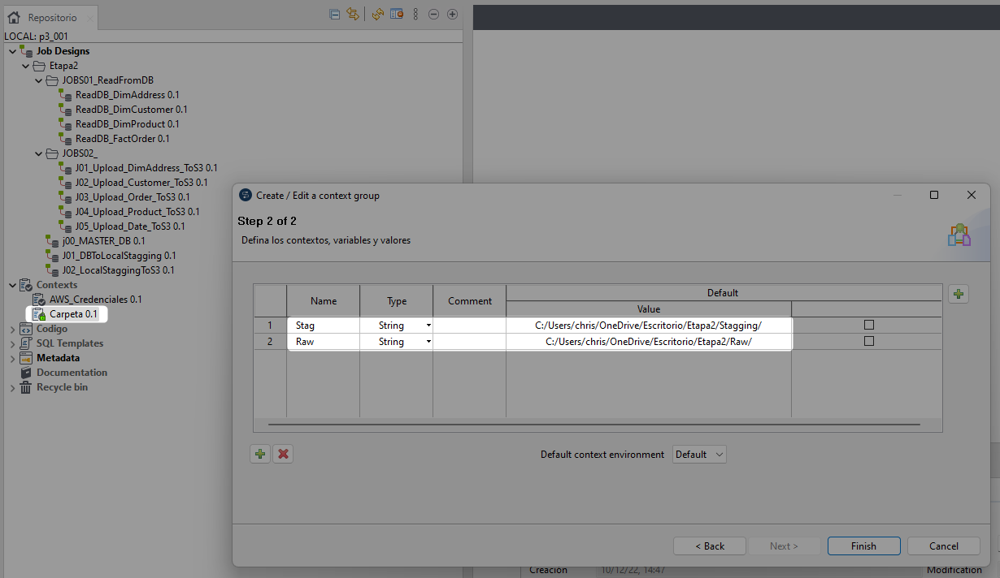 Repositorio
LOCAL: p3_001
Job Designs
Etapa2
JOBS01_ReadFromDB
ReadDB_DimAddress 0.1
ReadDB_DimCustomer 0.1
ReadDB_DimProduct 0.1
ReadDB_FactOrder 0.1
JOBS02_
J01_Upload_DimAddress_ToS3 0.1
J02_Upload_Customer_ToS3 0.1
J03_Upload_Order_ToS3 0.1
J04_Upload_Product_ToS3 0.1
J05_Upload_Date_ToS3 0.1
j00_MASTER_DB 0.1
J01_DBToLocalStagging 0.1
J02_LocalStaggingToS3 0.1
Contexts
AWS_Credenciales 0.1
Carpeta 0.1
Codigo
SQL Templates
Metadata
Documentation
Recycle bin
Create / Edit a context group
Step 2 of 2
Defina los contextos, variables y valores
Name Type Comment Default
Value
1 Stag String C:/Users/chris/OneDrive/Escritorio/Etapa2/Stagging/
2 Raw String C:/Users/chris/OneDrive/Escritorio/Etapa2/Raw/
Default context environment Default
< Back Next > Finish Cancel
Creación 10/12/22, 14:47 Modification